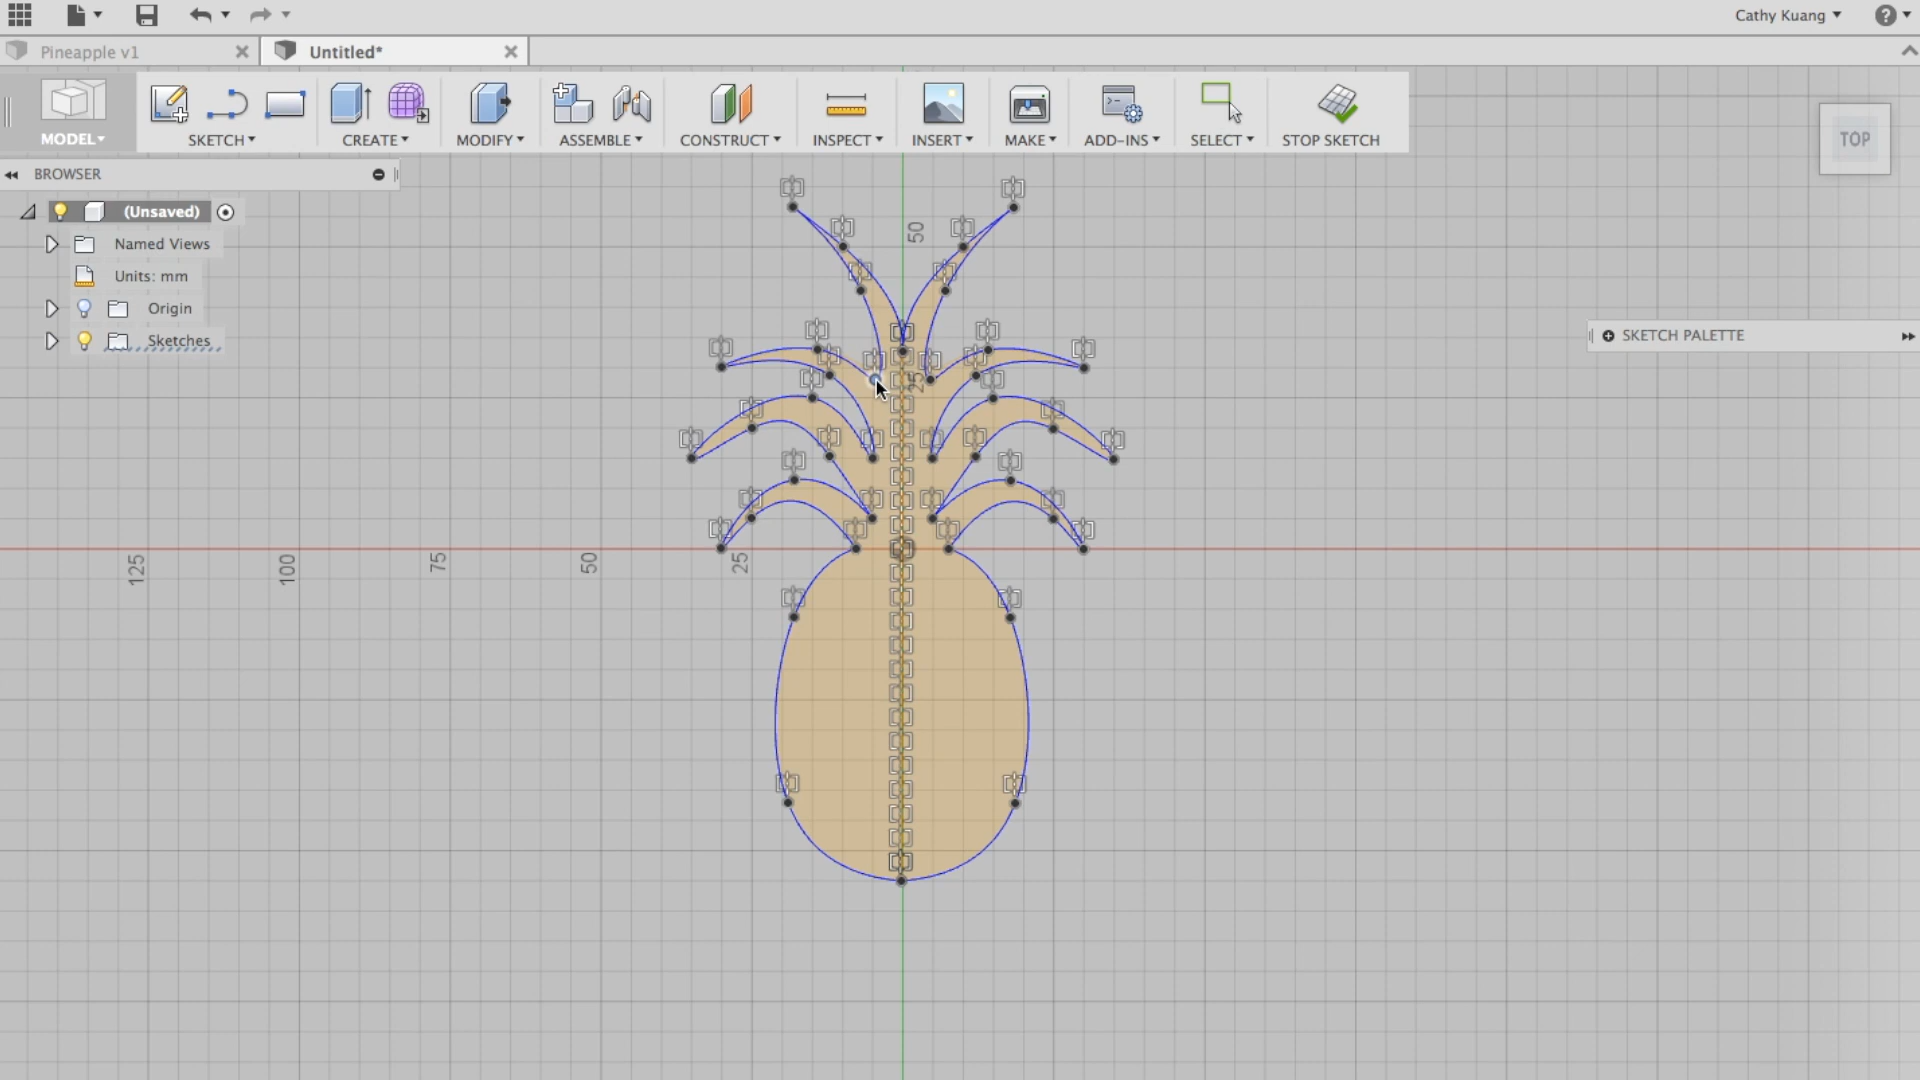 Cathy Kuang
Pineapple v1
Untitled*
MODEL
SKETCH
CREATE
MODIFY
ASSEMBLE
CONSTRUCT
INSPECT
INSERT
MAKE
ADD-INS
SELECT
STOP SKETCH
TOP
BROWSER
(Unsaved)
Named Views
Units: mm
Origin
Sketches
SKETCH PALETTE
50
25
125
100
75
50
25